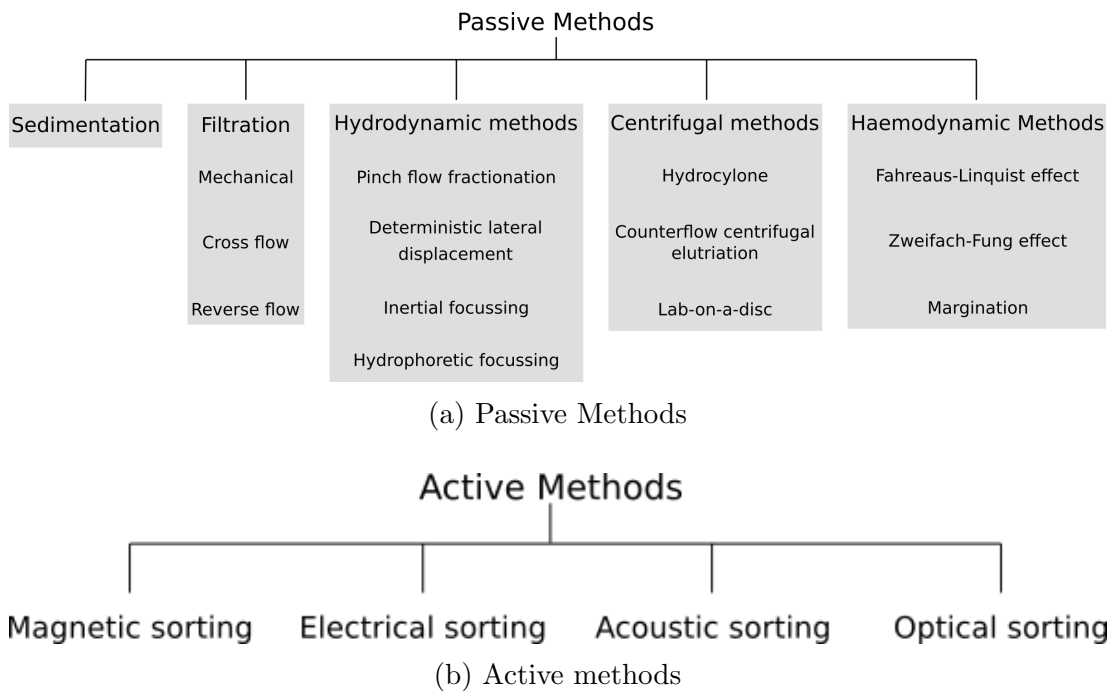 Passive Methods
Sedimentation
Filtration
Mechanical
Cross flow
Reverse flow
Hydrodynamic methods
Pinch flow fractionation
Deterministic lateral
displacement
Inertial focussing
Hydrophoretic focussing
Centrifugal methods
Hydrocylone
Counterflow centrifugal
elutriation
Lab-on-a-disc
Haemodynamic Methods
Fahreaus-Linquist effect
Zweifach-Fung effect
Margination
(a) Passive Methods
Active Methods
Magnetic sorting
Electrical sorting
Acoustic sorting
Optical sorting
(b) Active methods